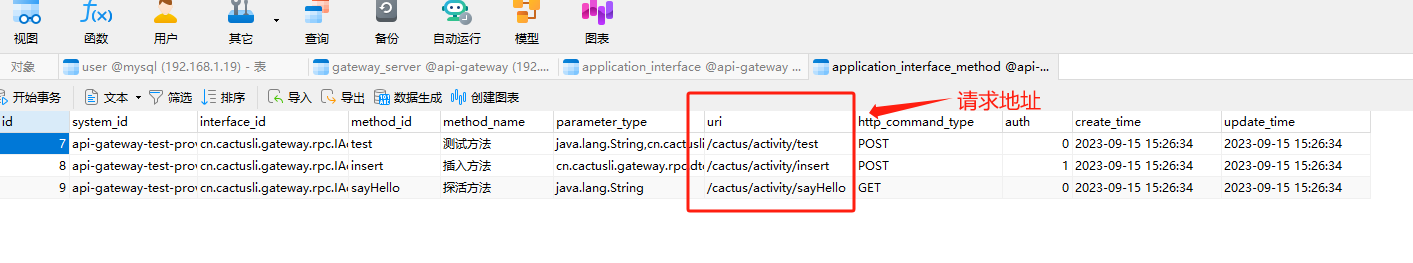 视图 函数 用户 其它 查询 备份 自动运行 模型 图表
对象 user @mysql (192.168.1.19) - 表 gateway_server @api-gateway (192.... application_interface @api-gateway ... application_interface_method @api-...
开始事务 文本 筛选 排序 导入 导出 数据生成 创建图表
请求地址
id system_id interface_id method_id method_name parameter_type uri http_command_type auth create_time update_time
7 api-gateway-test-prov cn.cactusli.gateway.rpc.IAc test 测试方法 java.lang.String,cn.cactusli /cactus/activity/test POST 0 2023-09-15 15:26:34 2023-09-15 15:26:34
8 api-gateway-test-prov cn.cactusli.gateway.rpc.IAc insert 插入方法 cn.cactusli.gateway.rpc.dto /cactus/activity/insert POST 1 2023-09-15 15:26:34 2023-09-15 15:26:34
9 api-gateway-test-prov cn.cactusli.gateway.rpc.IAc sayHello 探活方法 java.lang.String /cactus/activity/sayHello GET 0 2023-09-15 15:26:34 2023-09-15 15:26:34